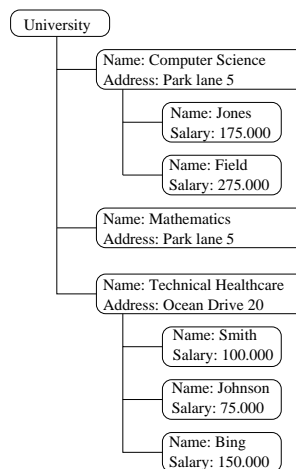 University
Name: Computer Science
Address: Park lane 5
Name: Jones
Salary: 175.000
Name: Field
Salary: 275.000
Name: Mathematics
Address: Park lane 5
Name: Technical Healthcare
Address: Ocean Drive 20
Name: Smith
Salary: 100.000
Name: Johnson
Salary: 75.000
Name: Bing
Salary: 150.000